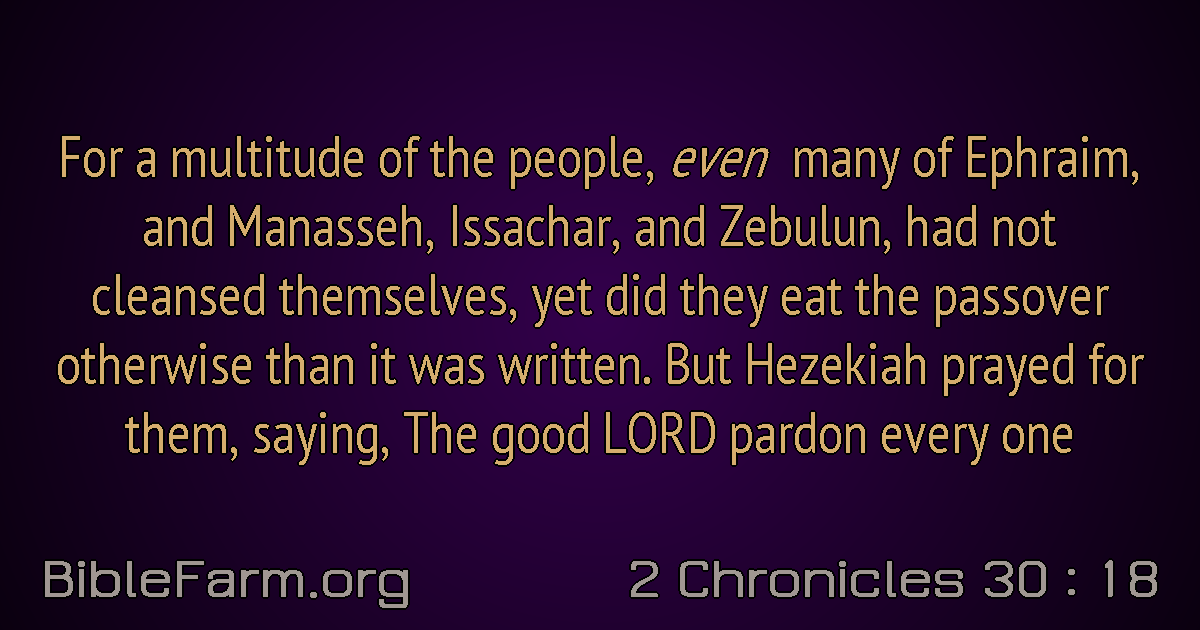 For a multitude of the people, even many of Ephraim,
and Manasseh, Issachar, and Zebulun, had not
cleansed themselves, yet did they eat the passover
otherwise than it was written. But Hezekiah prayed for
them, saying, The good LORD pardon every one
BibleFarm.org
2 Chronicles 30 : 18